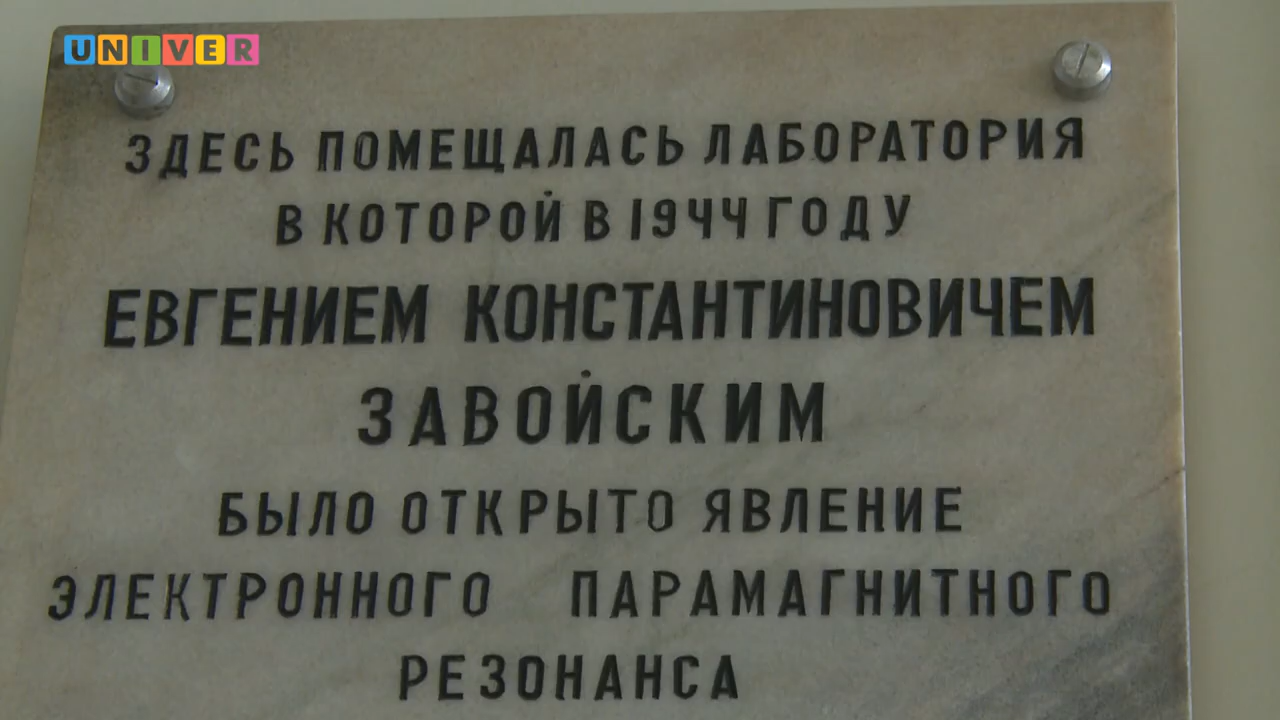 UNIVER
ЗДЕСЬ ПОМЕЩАЛАСЬ ЛАБОРАТОРИЯ
В КОТОРОЙ В 1944 ГОДУ
ЕВГЕНИЕМ КОНСТАНТИНОВИЧЕМ
ЗАВОЙСКИМ
БЫЛО ОТКРЫТО ЯВЛЕНИЕ
ЭЛЕКТРОННОГО ПАРАМАГНИТНОГО
РЕЗОНАНСА